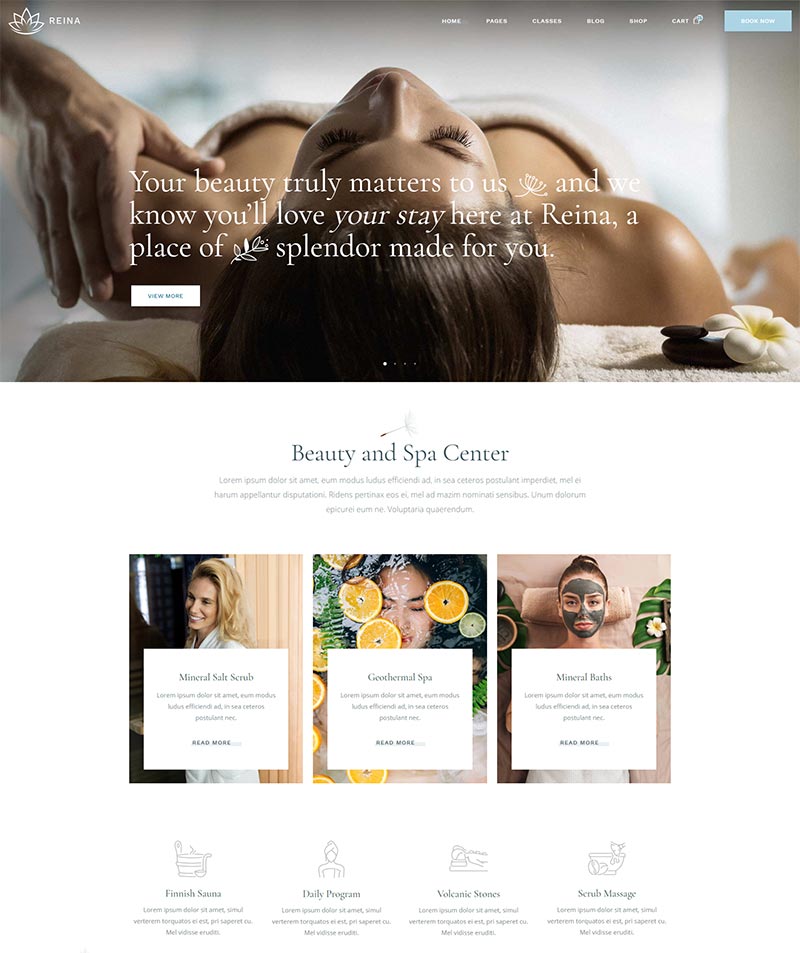 REINA
HOME PAGES CLASSES BLOG SHOP CART BOOK NOW
Your beauty truly matters to us and we
know you'll love your stay here at Reina, a
place of splendor made for you.
VIEW MORE
Beauty and Spa Center
Lorem ipsum dolor sit amet, eum modus ludus efficiendi ad, in sea ceteros postulant imperdiet, mel ei
harum appellantur disputationi. Ridens pertinax eos ei, mel ad mazim nominati sensibus. Unum dolorum
epicurei eum ne. Voluptaria quaerendum.
Mineral Salt Scrub
Lorem ipsum dolor sit amet, eum modus
ludus efficiendi ad, in sea ceteros
postulant nec.
READ MORE
Geothermal Spa
Lorem ipsum dolor sit amet, eum modus
ludus efficiendi ad, in sea ceteros
postulant nec.
READ MORE
Mineral Baths
Lorem ipsum dolor sit amet, eum modus
ludus efficiendi ad, in sea ceteros
postulant nec.
READ MORE
Finnish Sauna
Lorem ipsum dolor sit amet, simul
verterem torquatos ei est, pri saperet cu.
Mel vidisse eruditi.
Daily Program
Lorem ipsum dolor sit amet, simul
verterem torquatos ei est, pri saperet cu.
Mel vidisse eruditi.
Volcanic Stones
Lorem ipsum dolor sit amet, simul
verterem torquatos ei est, pri saperet cu.
Mel vidisse eruditi.
Scrub Massage
Lorem ipsum dolor sit amet, simul
verterem torquatos ei est, pri saperet cu.
Mel vidisse eruditi.